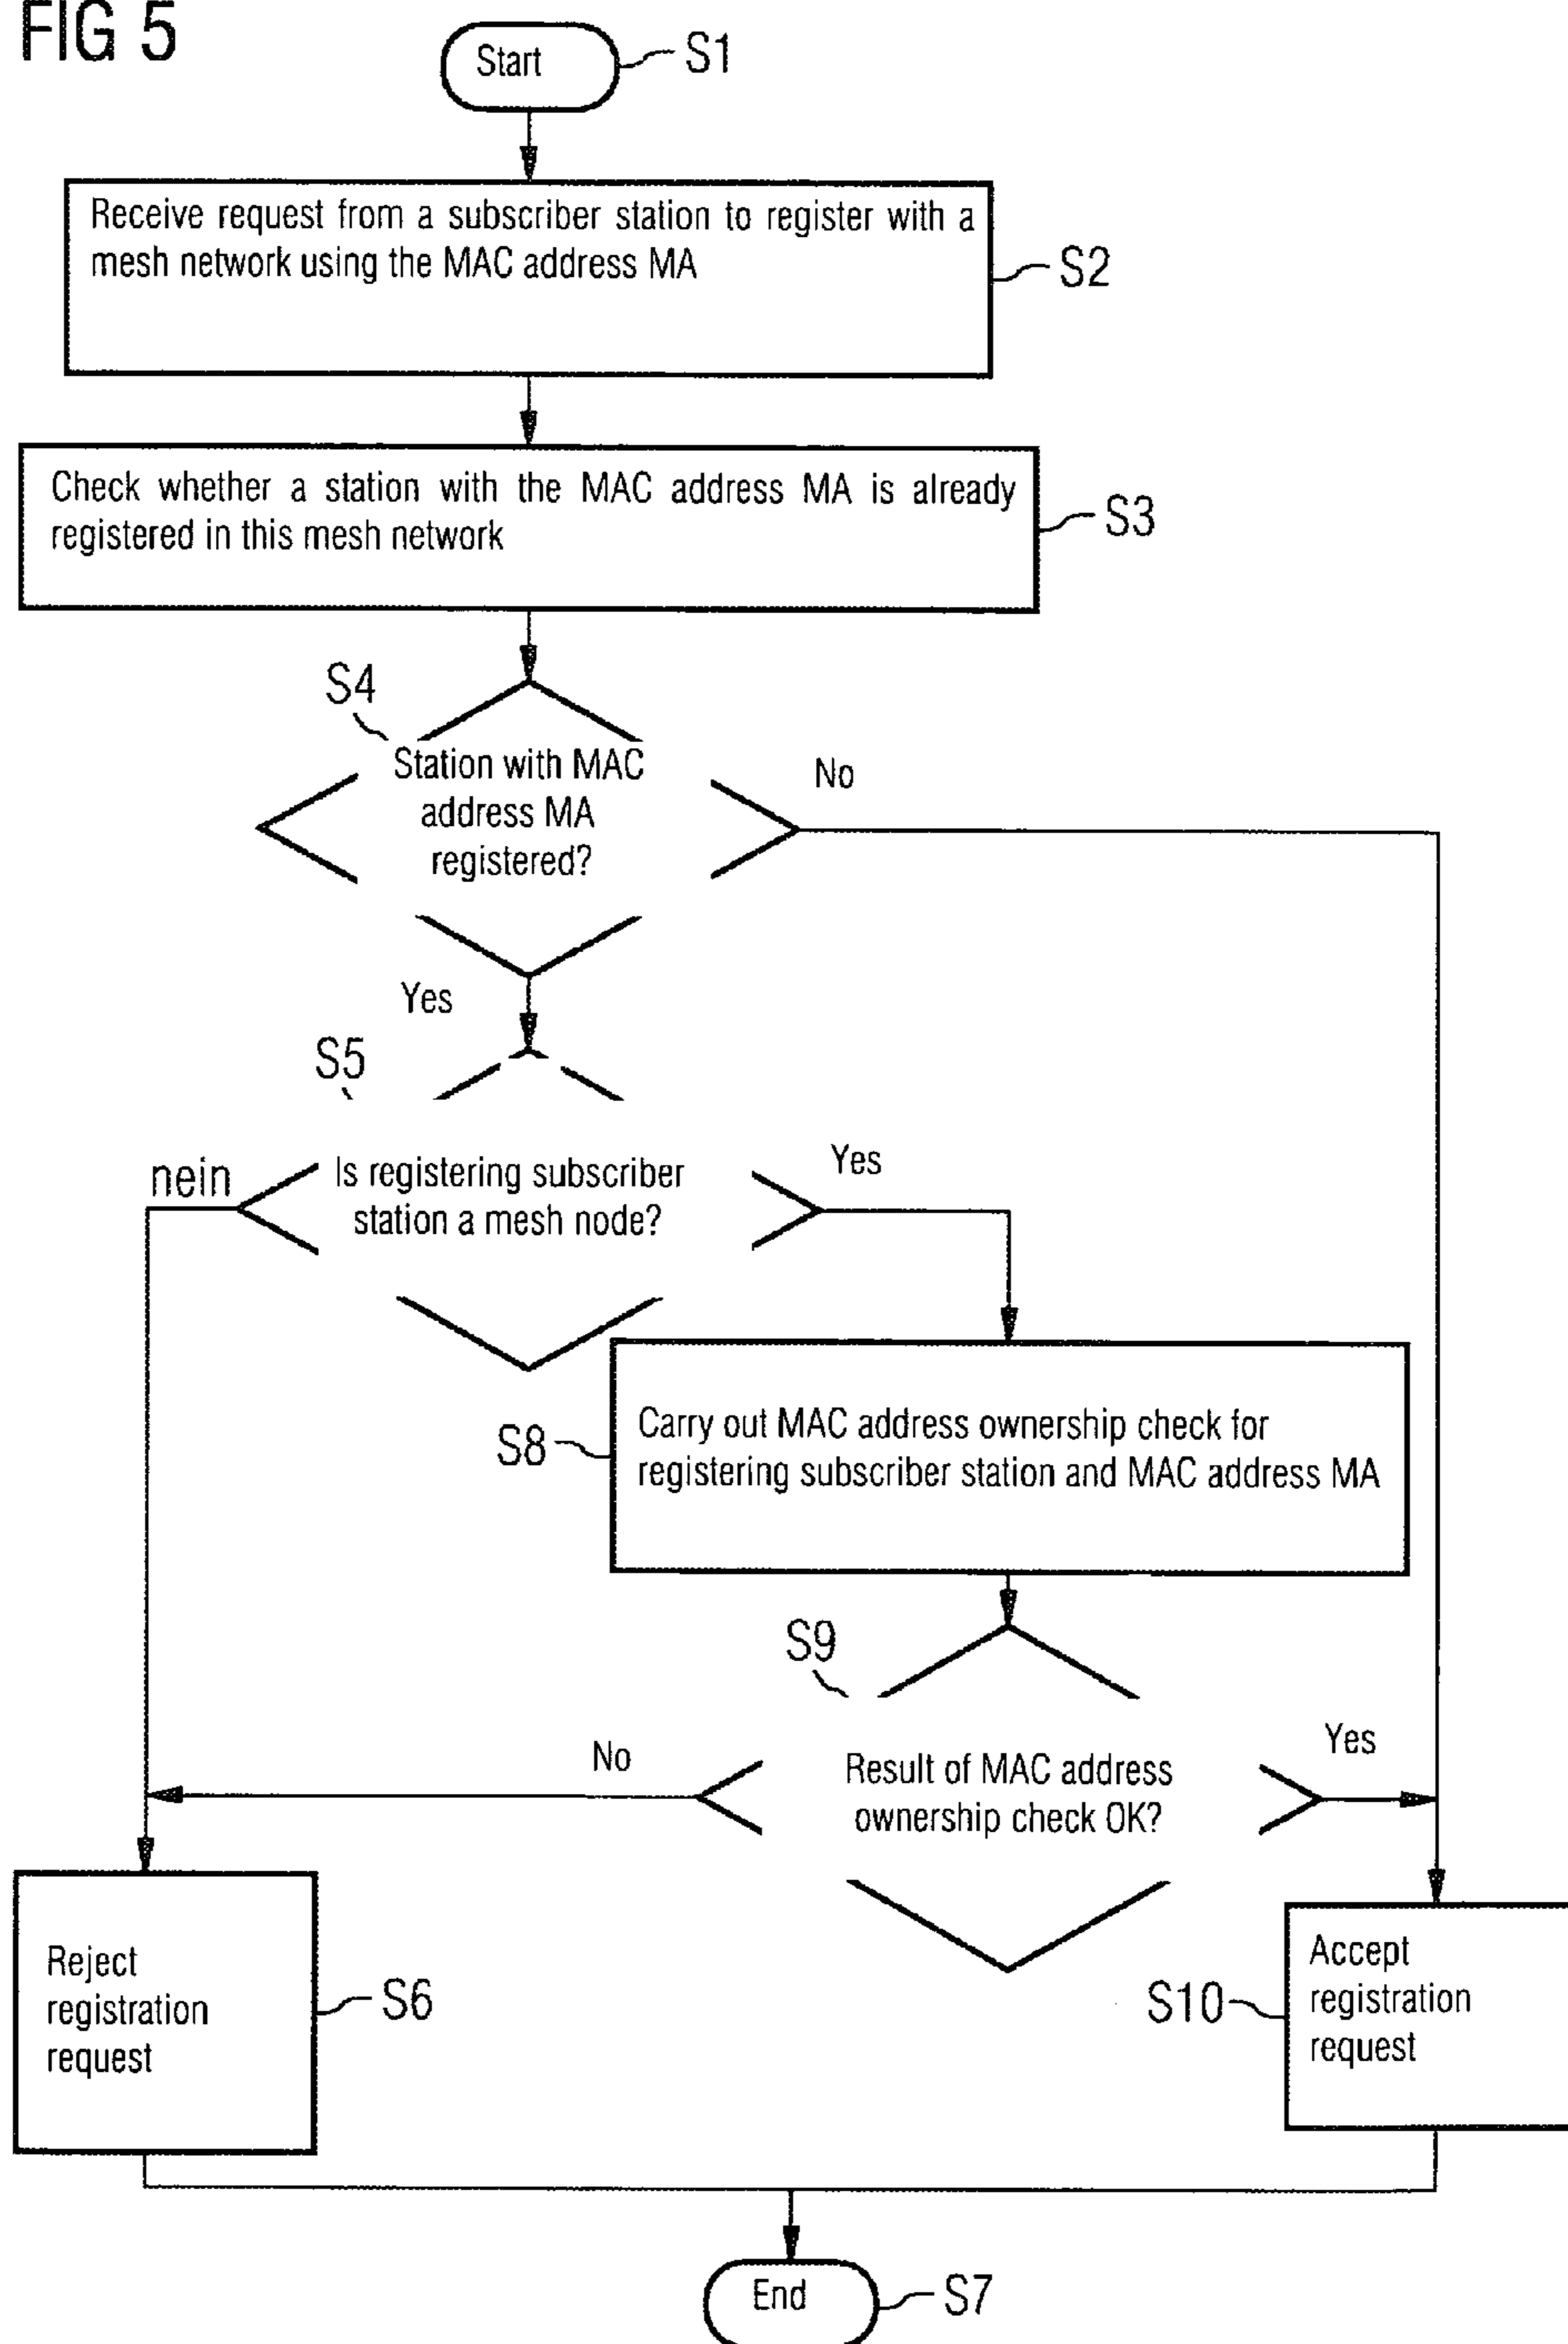 FIG 5
Start
S1
Receive request from a subscriber station to register with a
mesh network using the MAC address MA
S2
Check whether a station with the MAC address MA is already
registered in this mesh network
S3
S4
Station with MAC
address MA
registered?
No
Yes
S5
nein
Is registering subscriber
station a mesh node?
Yes
S8
Carry out MAC address ownership check for
registering subscriber station and MAC address MA
S9
No
Result of MAC address
ownership check OK?
Yes
Reject
registration
request
S6
S10
Accept
registration
request
End
S7